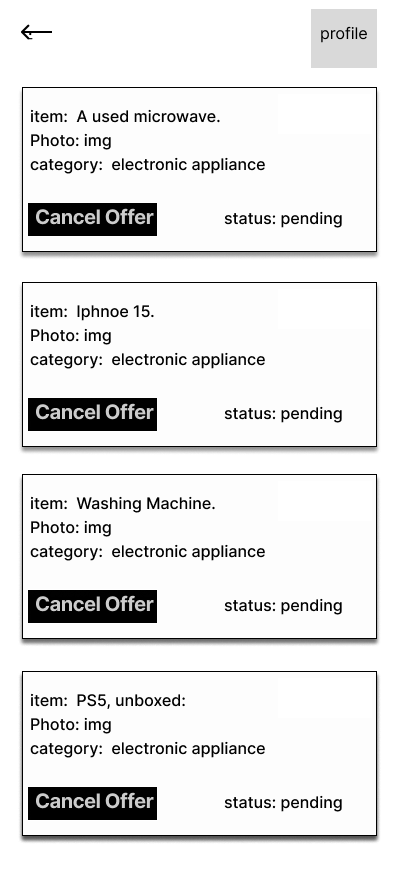 profile
item: A used microwave.
Photo: img
category: electronic appliance
Cancel Offer status: pending
item: Iphnoe 15.
Photo: img
category: electronic appliance
Cancel Offer status: pending
item: Washing Machine.
Photo: img
category: electronic appliance
Cancel Offer status: pending
item: PS5, unboxed:
Photo: img
category: electronic appliance
Cancel Offer status: pending